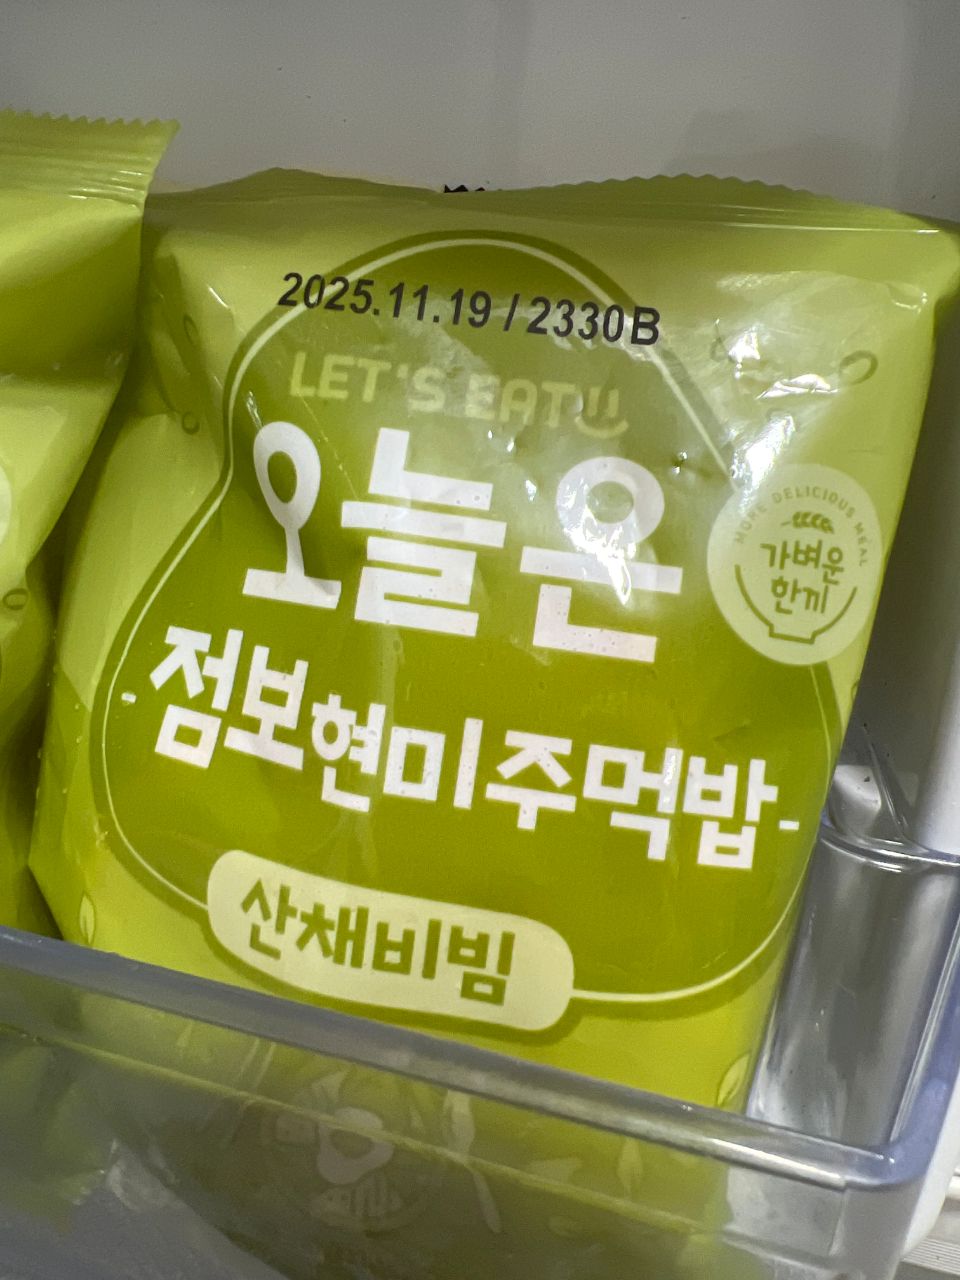 2025.11.19 / 2330B
LET'S EAT
오늘은
MORE DELICIOUS MEAL
가벼운
한끼
- 점보현미주먹밥 -
산채비빔